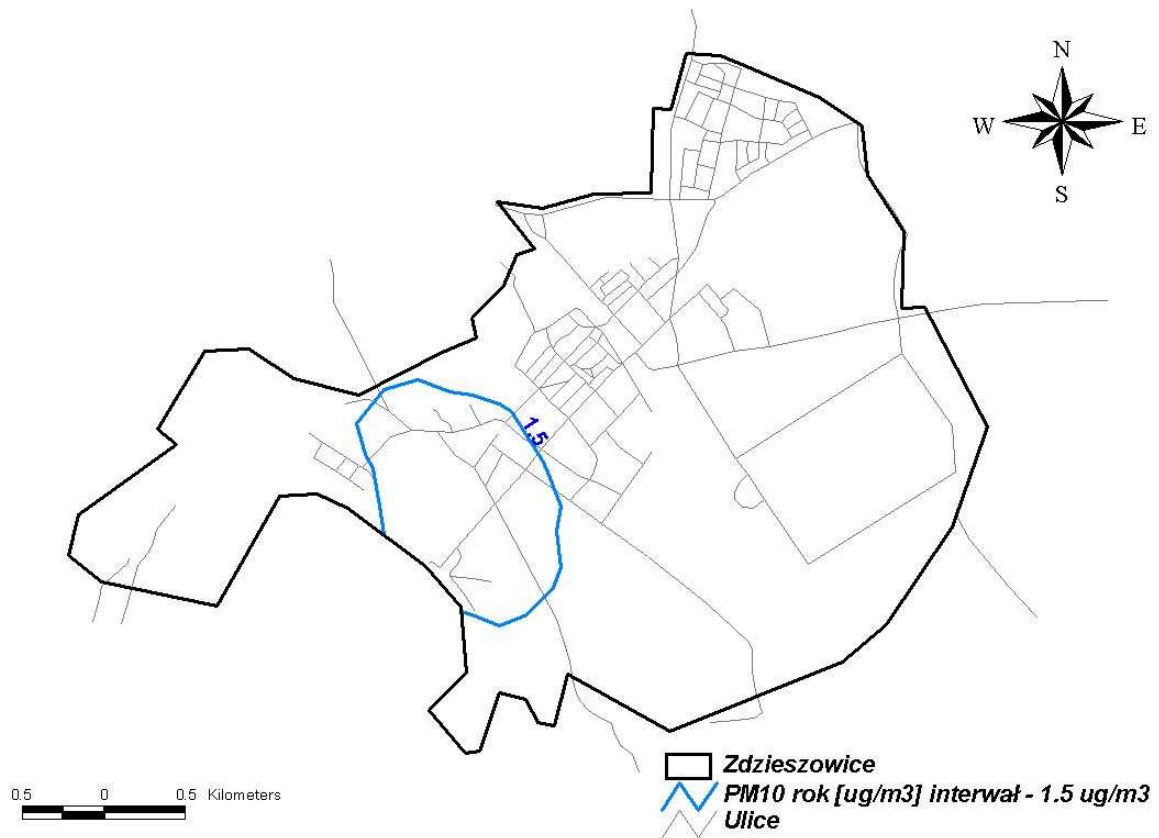 N
W E
S
1.5
0.5 0 0.5 Kilometers
Zdzieszowice
PM10 rok [ug/m3] interwał - 1.5 ug/m3
Ulice